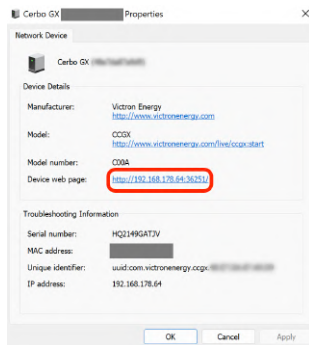 Cerbo GX Properties
Network Device
Cerbo GX
Device Details
Manufacturer: Victron Energy
http://www.victronenergy.com
Model: CCGX
http://www.victronenergy.com/live/ccgx:start
Model number: C00A
Device web page: http://192.168.178.64:36251/
Troubleshooting Information
Serial number: HQ2149GATJV
MAC address:
Unique identifier: uuid:com.victronenergy.ccgx.
IP address: 192.168.178.64
OK Cancel Apply